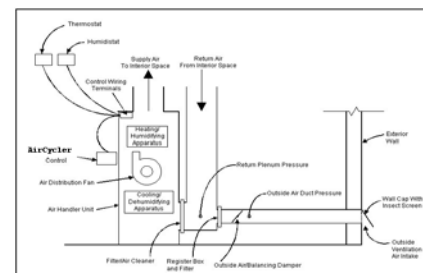 Thermostat
Humidistat
Supply Air
To Interior Space
Return Air
From Interior Space
Control Wiring
Terminals
Heating/
Humidifying
Apparatus
AirCycler
Control
Exterior
Wall
Air Distribution Fan
Return Plenum Pressure
Cooling/
Dehumidifying
Apparatus
Outside Air Duct Pressure
Wall Cap With
Insect Screen
Air Handler Unit
Filter/Air Cleaner
Register Box
and Filter
Outside Air/Balancing Damper
Outside
Ventilation
Air Intake